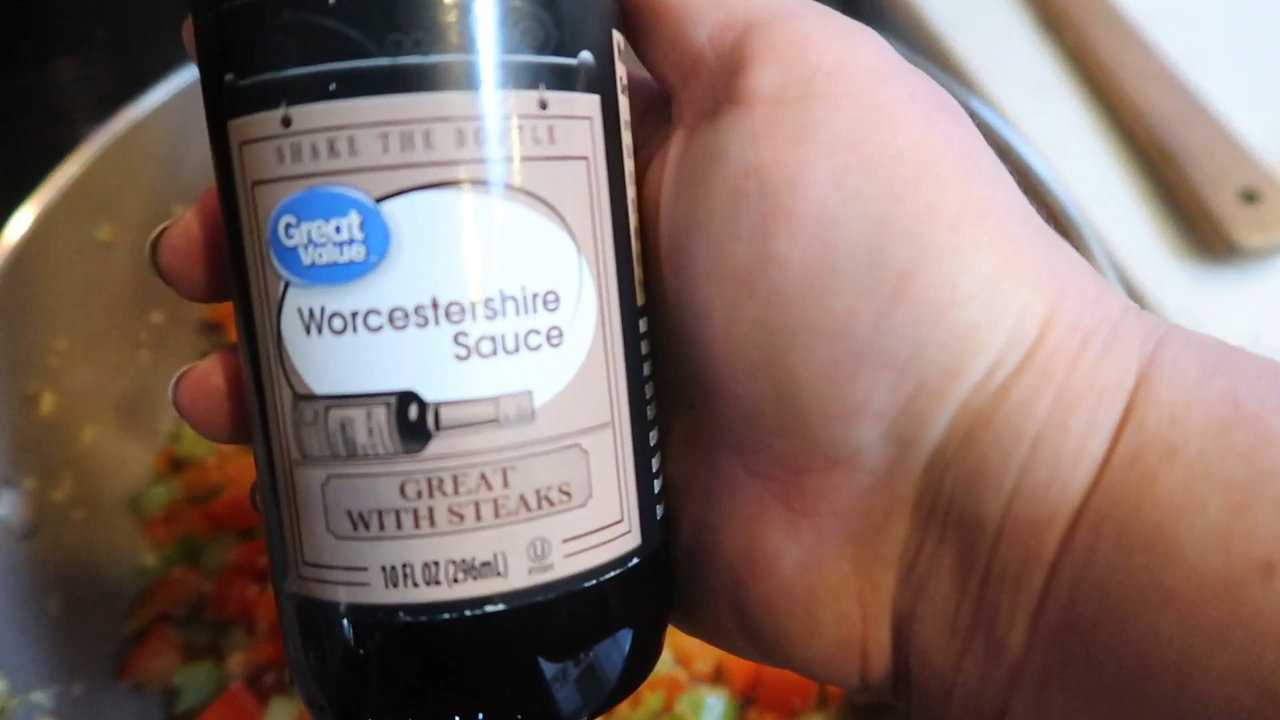 SHAKE THE BOTTLE
Great
Value
Worcestershire
Sauce
GREAT
WITH STEAKS
10 FL OZ (296mL)
U